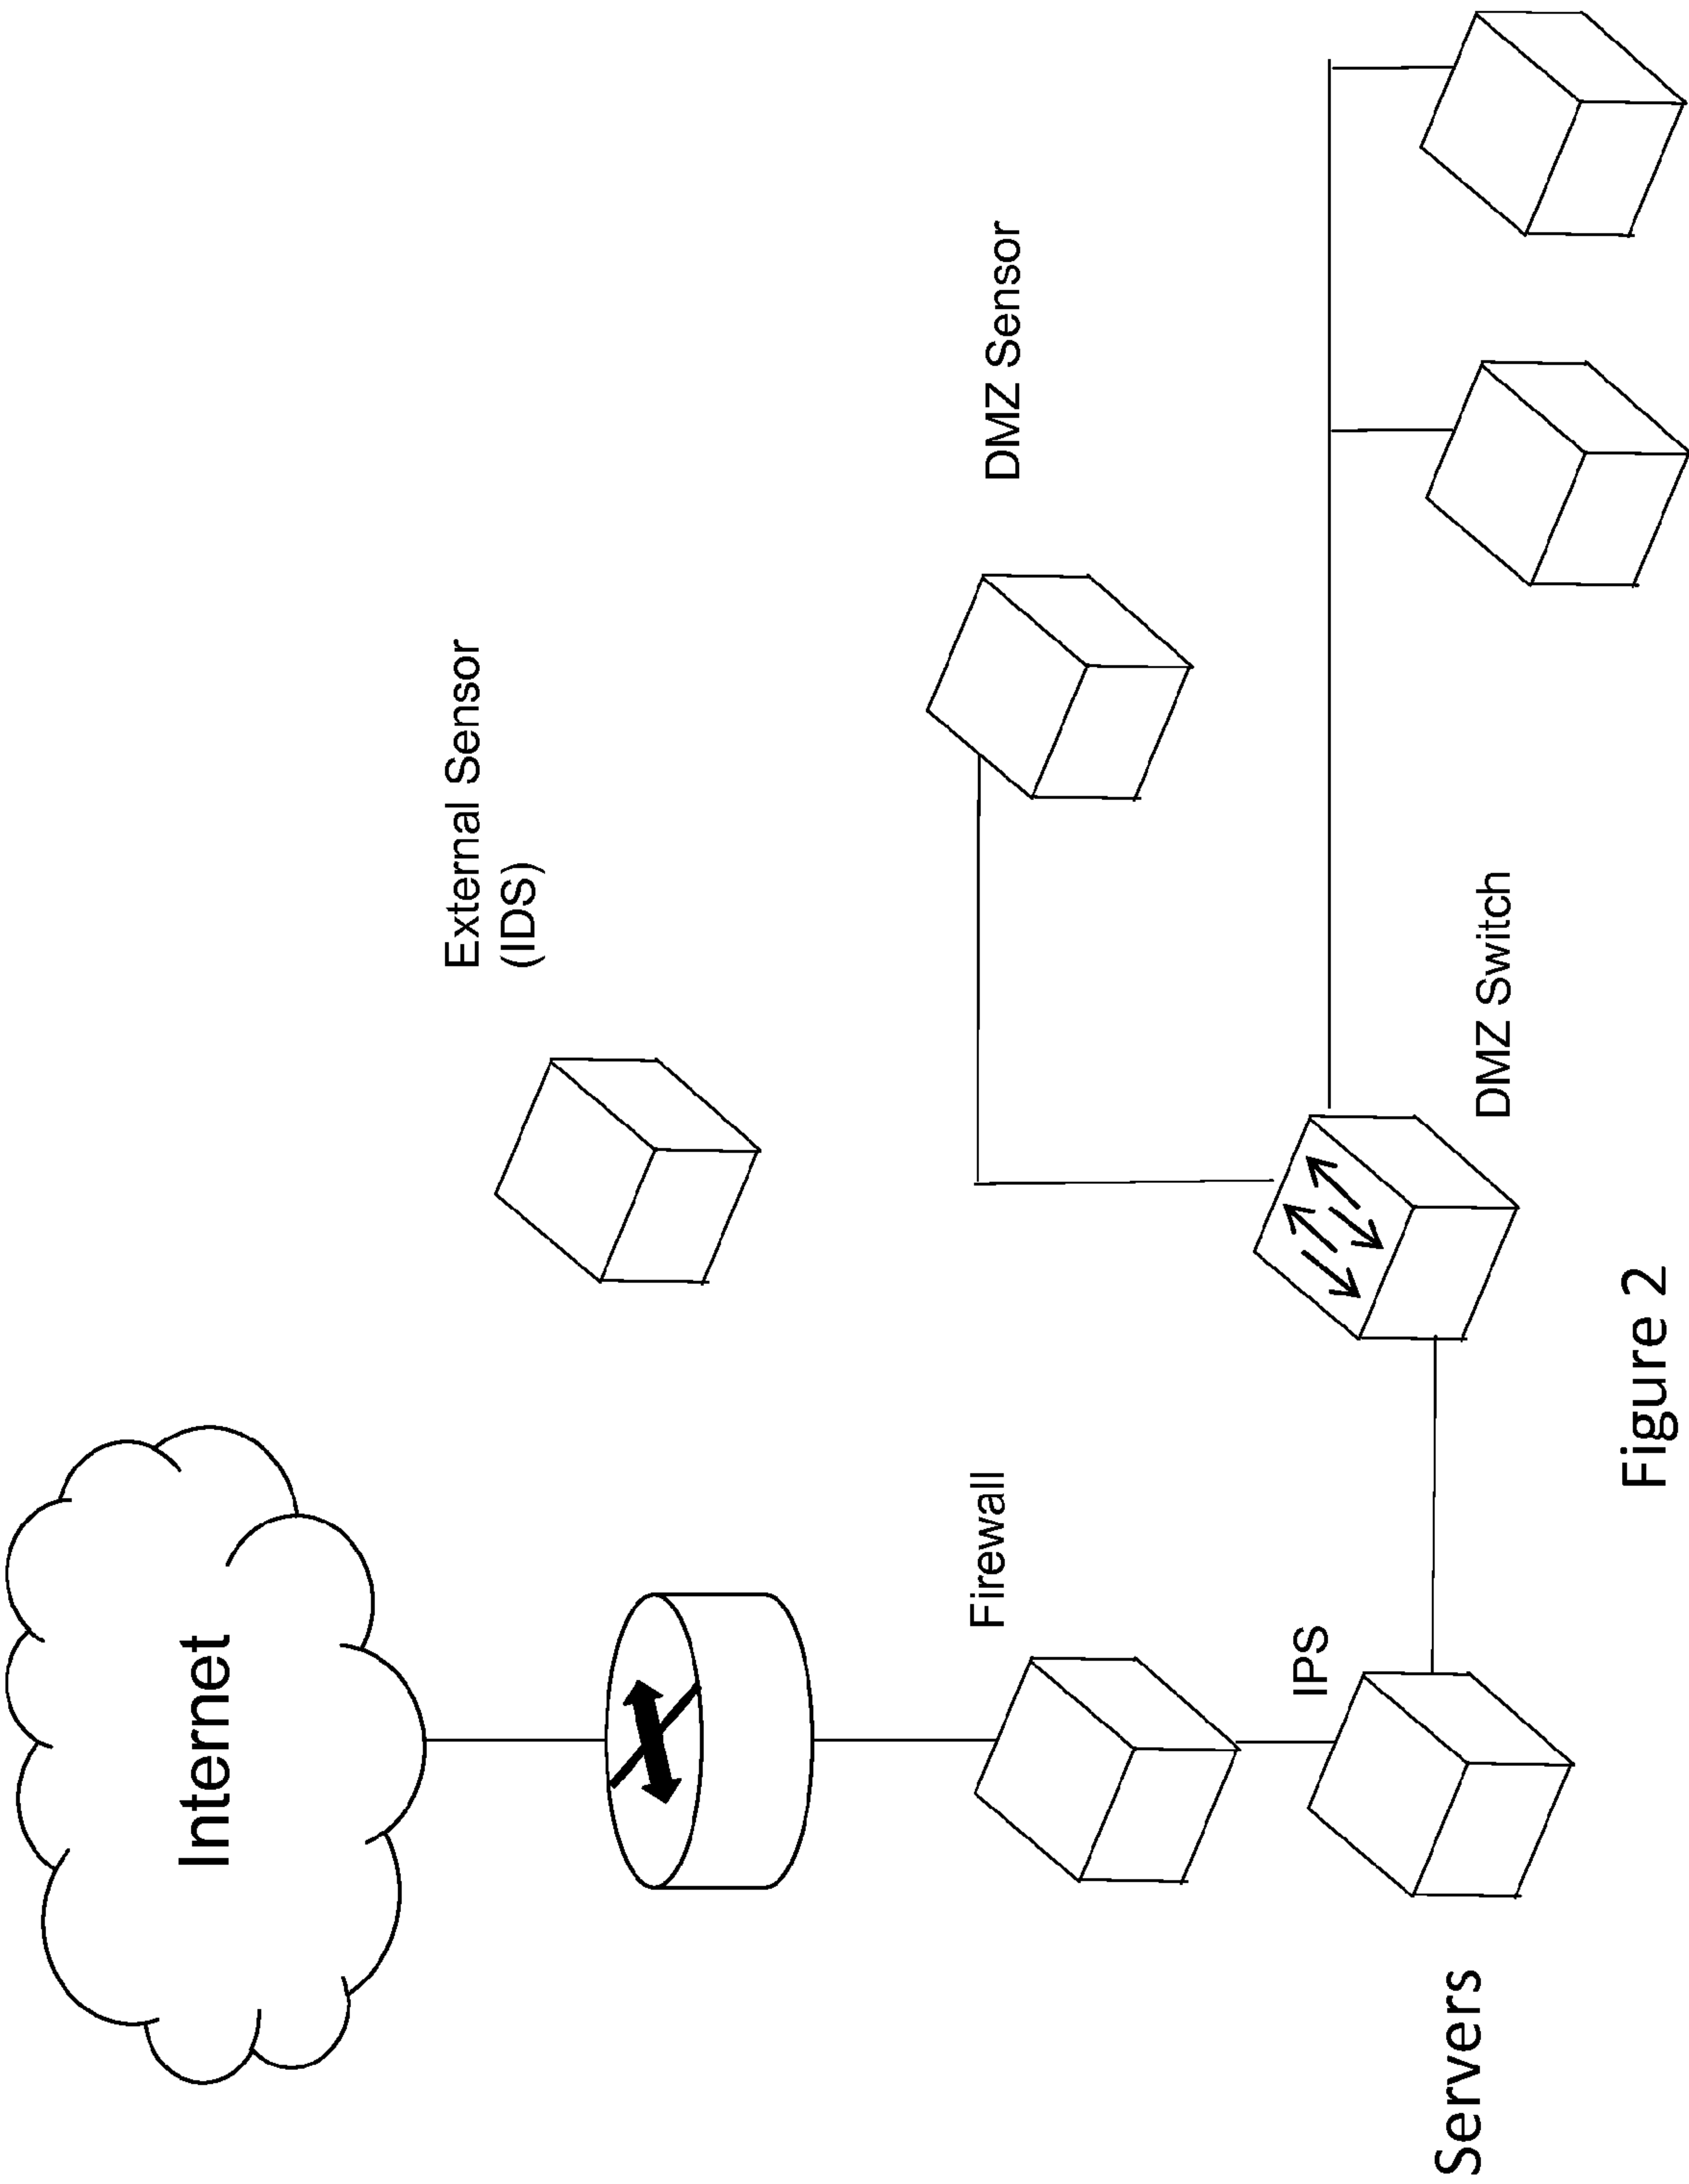 Internet
External Sensor
(IDS)
Firewall
DMZ Sensor
IPS
Servers
DMZ Switch
Figure 2